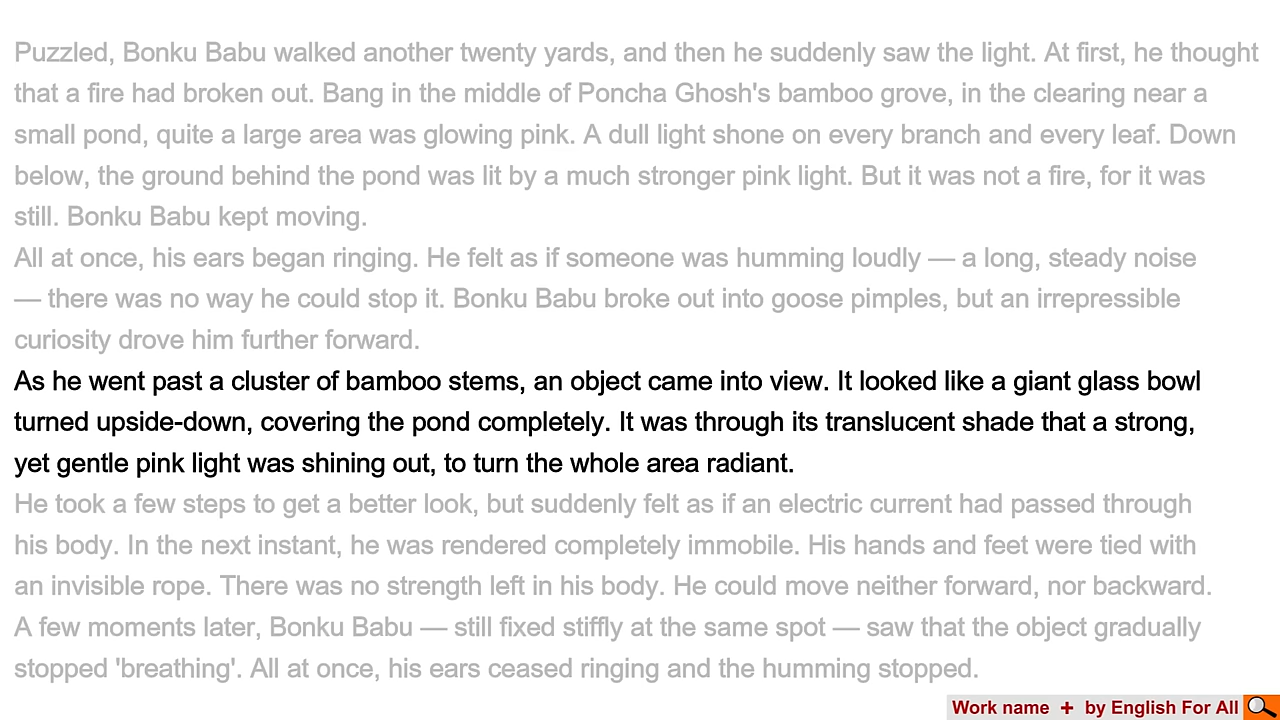 Puzzled, Bonku Babu walked another twenty yards, and then he suddenly saw the light. At first, he thought
that a fire had broken out. Bang in the middle of Poncha Ghosh's bamboo grove, in the clearing near a
small pond, quite a large area was glowing pink. A dull light shone on every branch and every leaf. Down
below, the ground behind the pond was lit by a much stronger pink light. But it was not a fire, for it was
still. Bonku Babu kept moving.
All at once, his ears began ringing. He felt as if someone was humming loudly — a long, steady noise
— there was no way he could stop it. Bonku Babu broke out into goose pimples, but an irrepressible
curiosity drove him further forward.
As he went past a cluster of bamboo stems, an object came into view. It looked like a giant glass bowl
turned upside-down, covering the pond completely. It was through its translucent shade that a strong,
yet gentle pink light was shining out, to turn the whole area radiant.
He took a few steps to get a better look, but suddenly felt as if an electric current had passed through
his body. In the next instant, he was rendered completely immobile. His hands and feet were tied with
an invisible rope. There was no strength left in his body. He could move neither forward, nor backward.
A few moments later, Bonku Babu — still fixed stiffly at the same spot — saw that the object gradually
stopped 'breathing'. All at once, his ears ceased ringing and the humming stopped.
Work name + by English For All